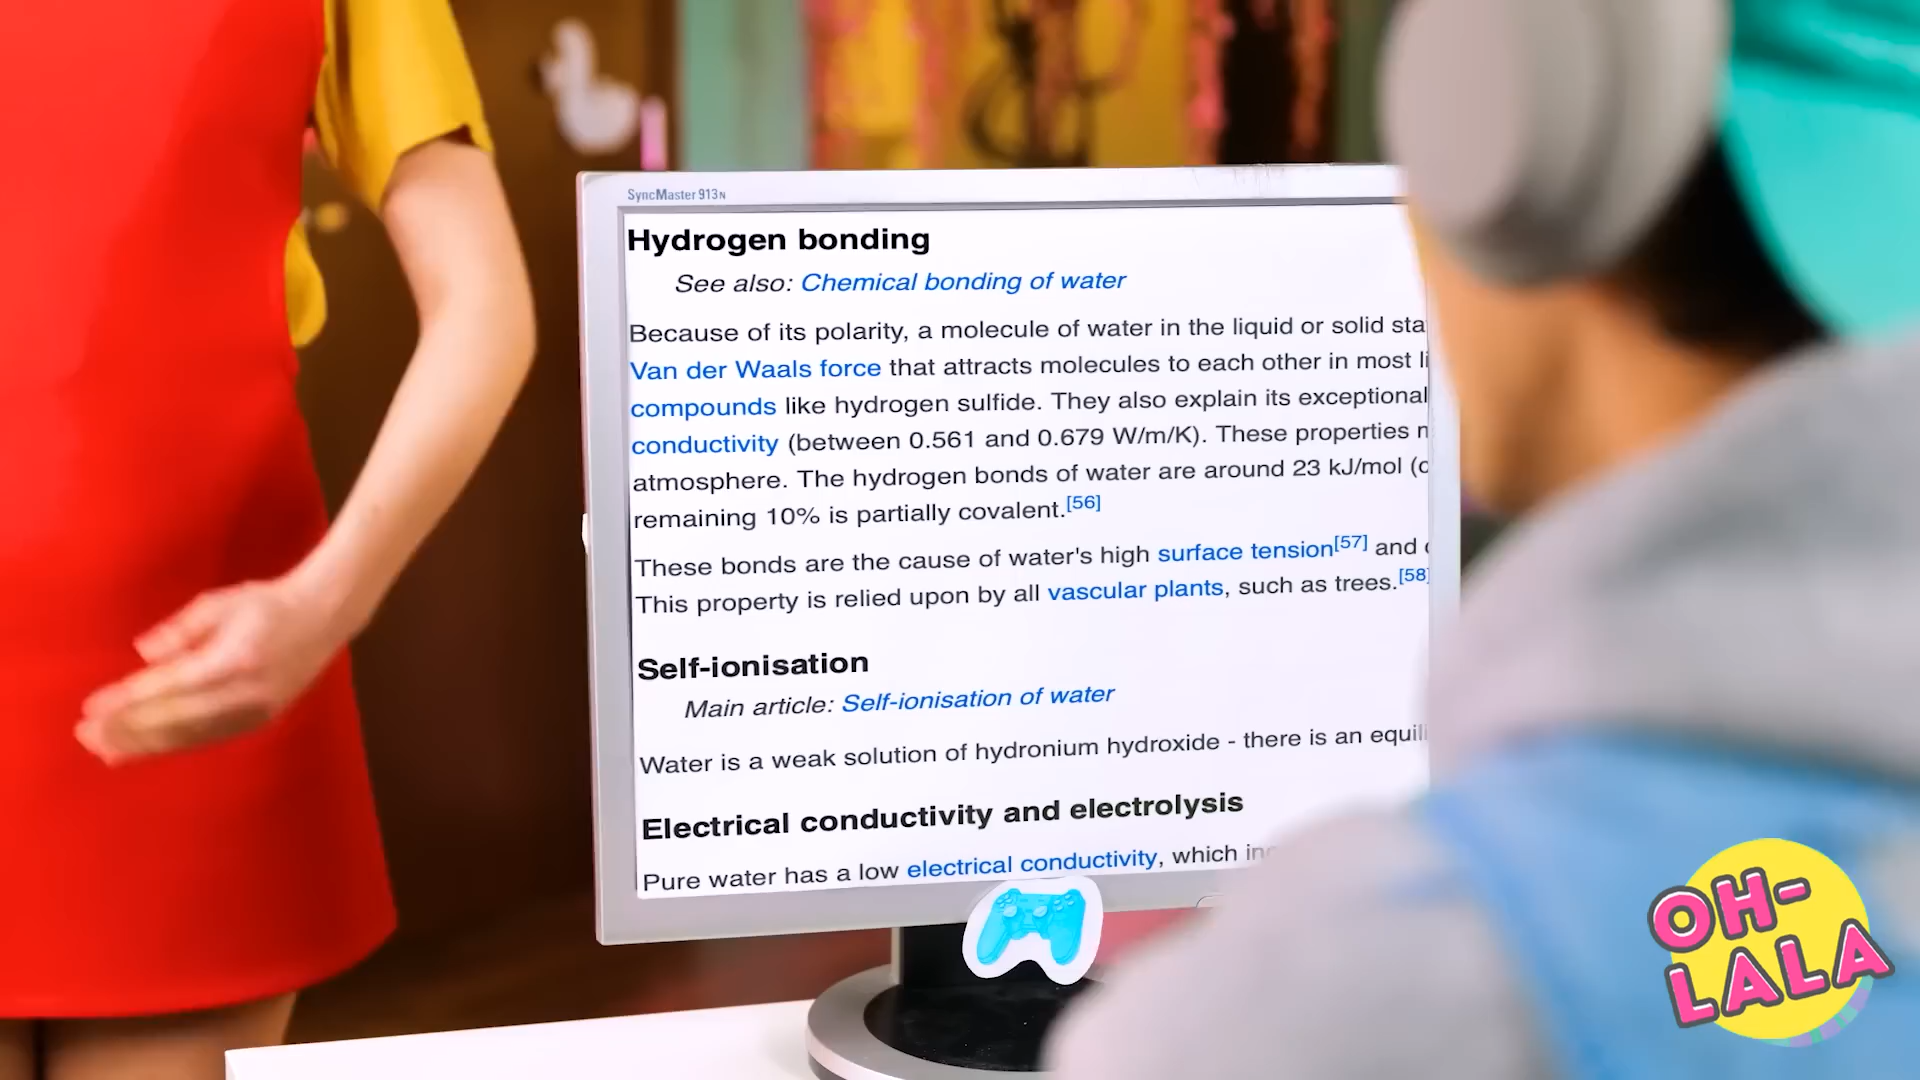 SyncMaster 913N
Hydrogen bonding
See also: Chemical bonding of water
Because of its polarity, a molecule of water in the liquid or solid
Van der Waals force that attracts molecules to each other in most
compounds like hydrogen sulfide. They also explain its exceptional
conductivity (between 0.561 and 0.679 W/m/K). These properties
atmosphere. The hydrogen bonds of water are around 23 kJ/mol
remaining 10% is partially covalent.[56]
These bonds are the cause of water's high surface tension[57] and
This property is relied upon by all vascular plants, such as trees.[58]
Self-ionisation
Main article: Self-ionisation of water
Water is a weak solution of hydronium hydroxide - there is an
Electrical conductivity and electrolysis
Pure water has a low electrical conductivity, which
OH-
LALA